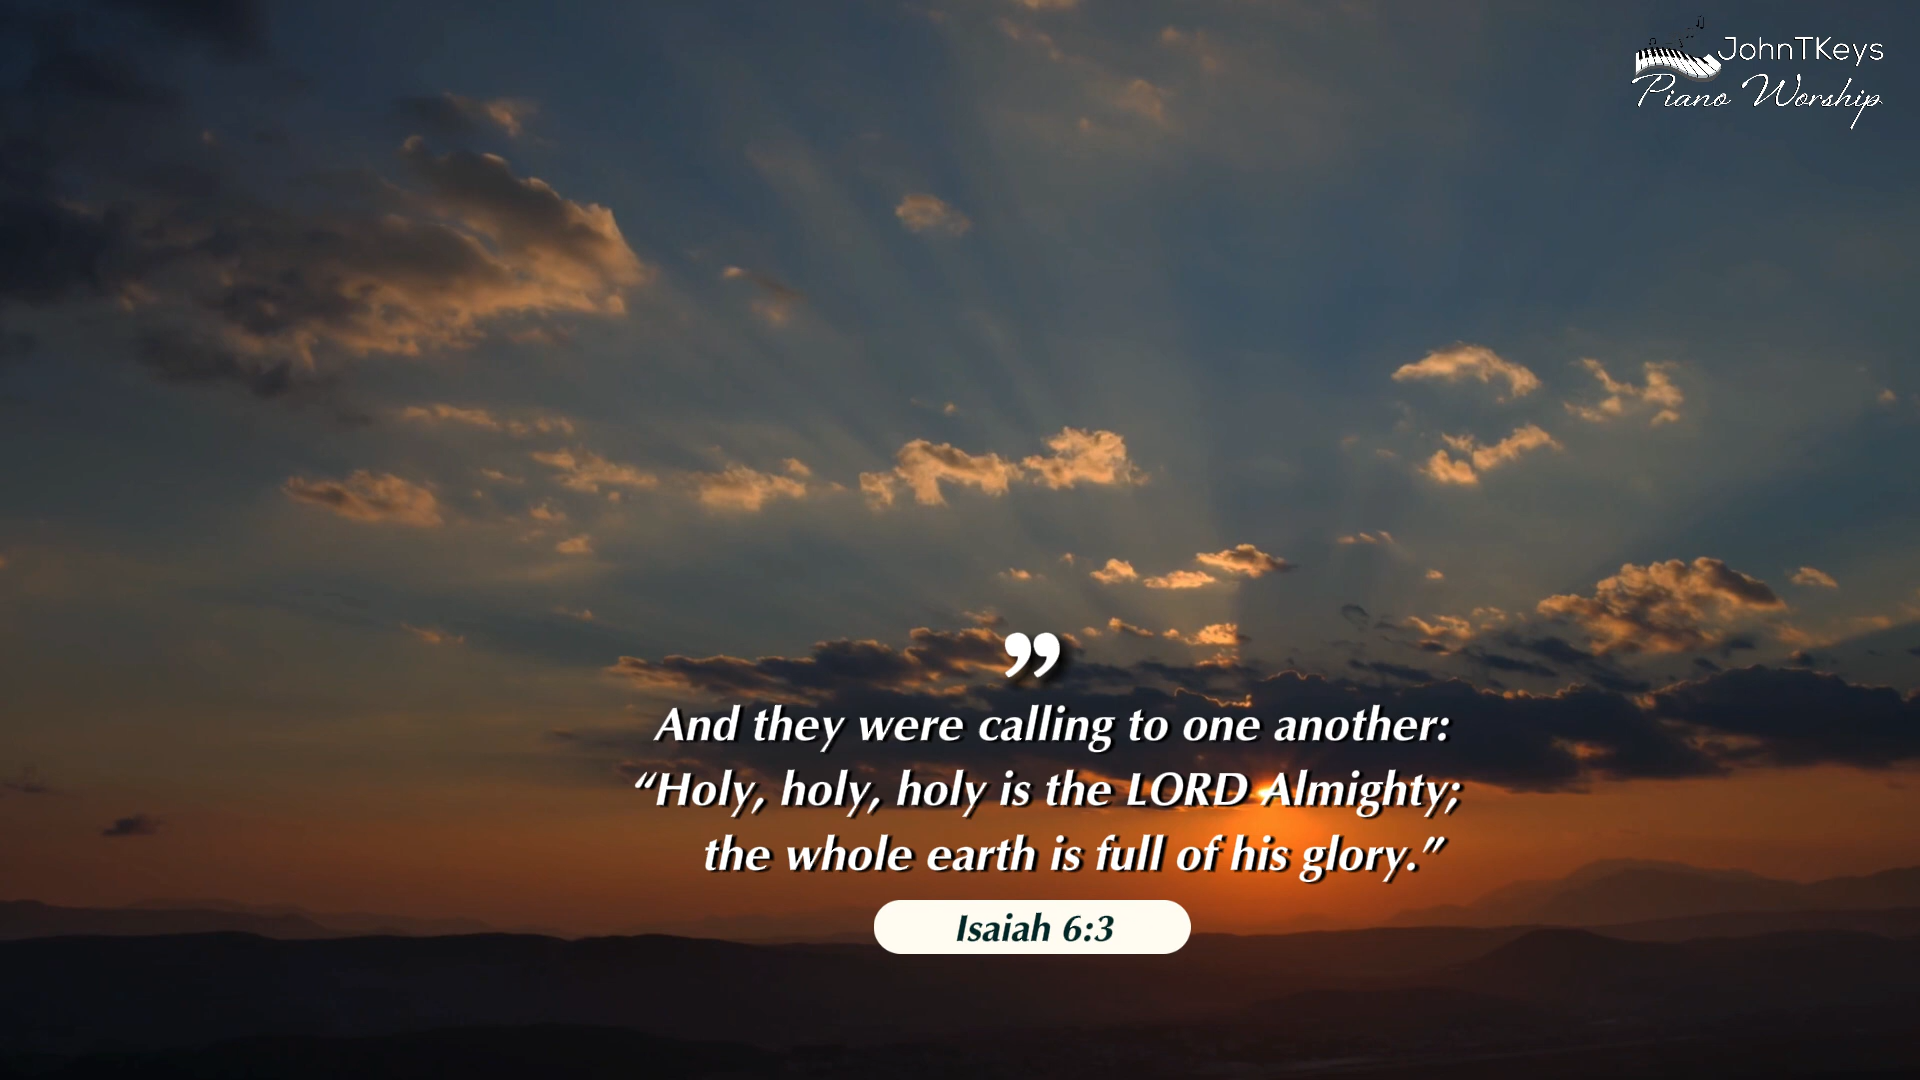 JohnTKeys
Piano Worship
”
And they were calling to one another:
“Holy, holy, holy is the LORD Almighty;
the whole earth is full of his glory.”
Isaiah 6:3